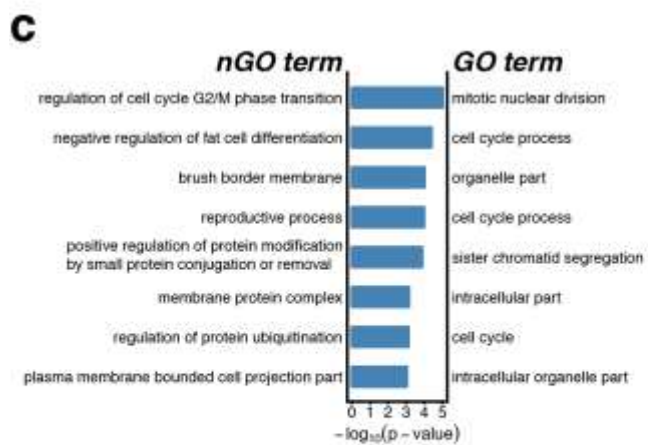 c
nGO term GO term
regulation of cell cycle G2/M phase transition mitotic nuclear division
negative regulation of fat cell differentiation cell cycle process
brush border membrane organelle part
reproductive process cell cycle process
positive regulation of protein modification
by small protein conjugation or removal sister chromatid segregation
membrane protein complex intracellular part
regulation of protein ubiquitination cell cycle
plasma membrane bounded cell projection part intracellular organelle part
0 1 2 3 4 5
−log₁₀(p − value)